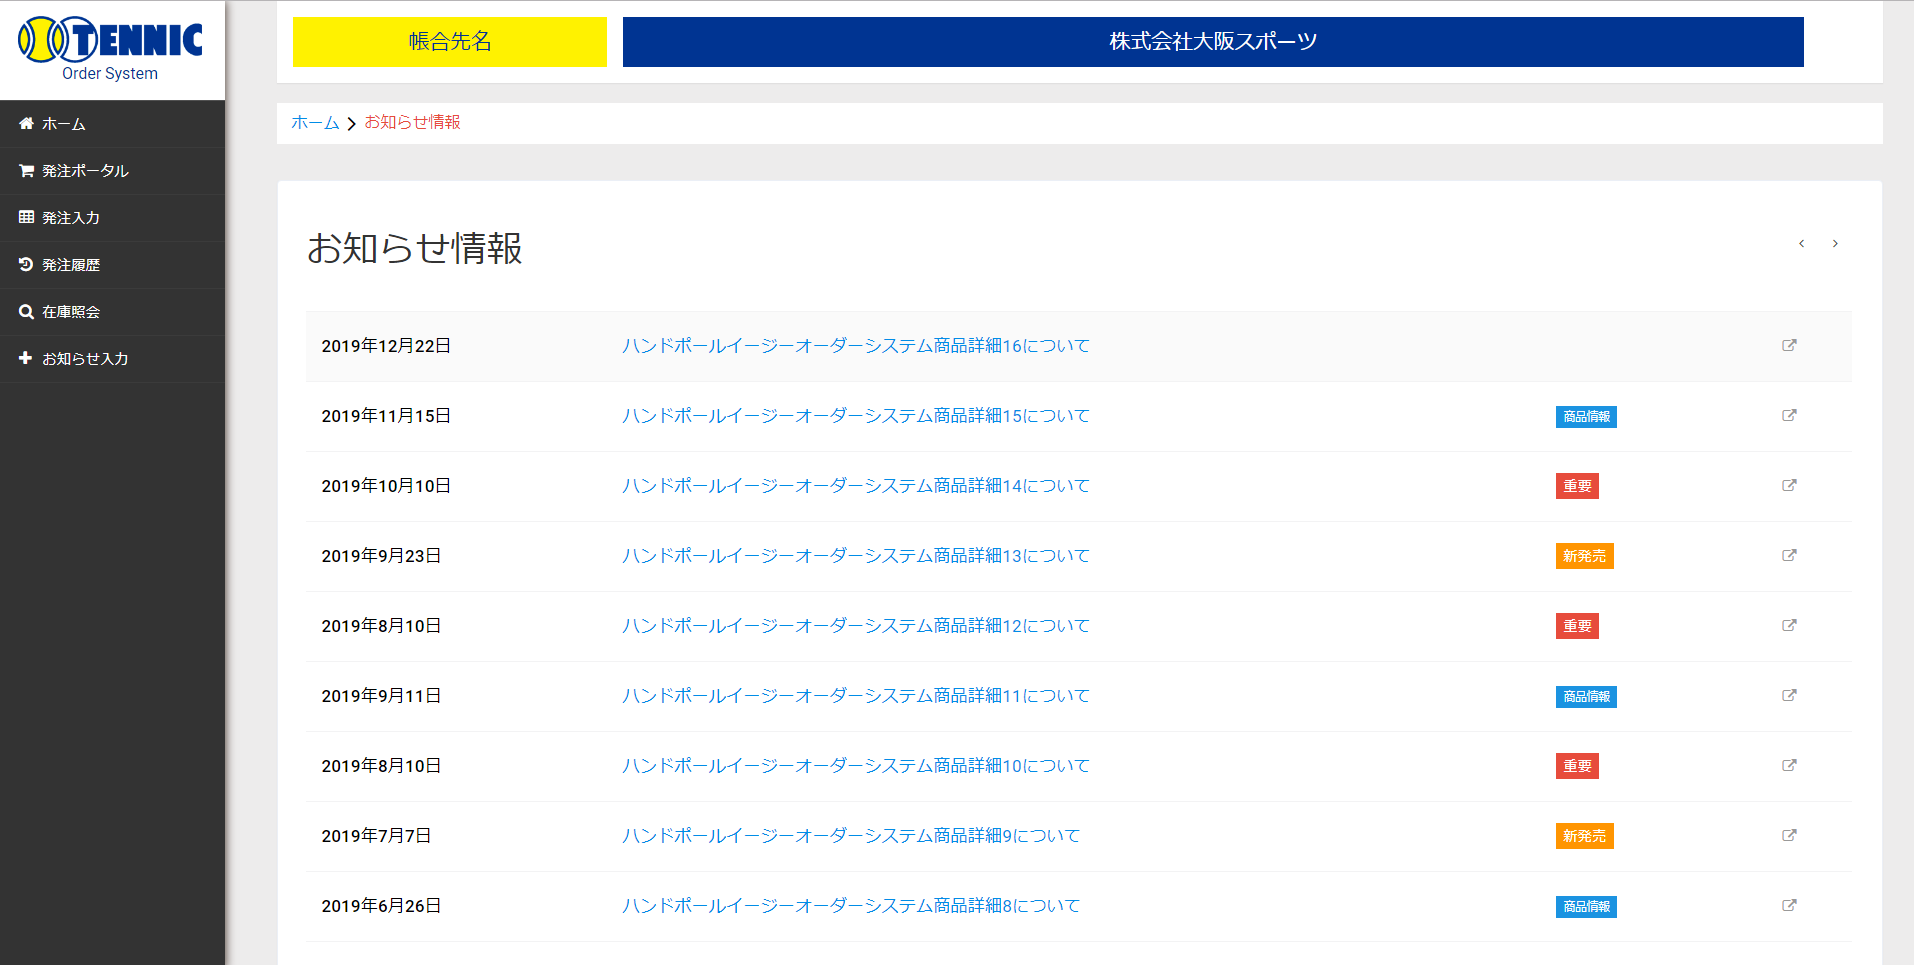 TENNIC
Order System
ホーム
発注ポータル
発注入力
発注履歴
在庫照会
お知らせ入力
帳合先名 株式会社大阪スポーツ
ホーム お知らせ情報
お知らせ情報
2019年12月22日 ハンドポールイージーオーダーシステム商品詳細16について
2019年11月15日 ハンドポールイージーオーダーシステム商品詳細15について 商品情報
2019年10月10日 ハンドポールイージーオーダーシステム商品詳細14について 重要
2019年9月23日 ハンドポールイージーオーダーシステム商品詳細13について 新発売
2019年8月10日 ハンドポールイージーオーダーシステム商品詳細12について 重要
2019年9月11日 ハンドポールイージーオーダーシステム商品詳細11について 商品情報
2019年8月10日 ハンドポールイージーオーダーシステム商品詳細10について 重要
2019年7月7日 ハンドポールイージーオーダーシステム商品詳細9について 新発売
2019年6月26日 ハンドポールイージーオーダーシステム商品詳細8について 商品情報